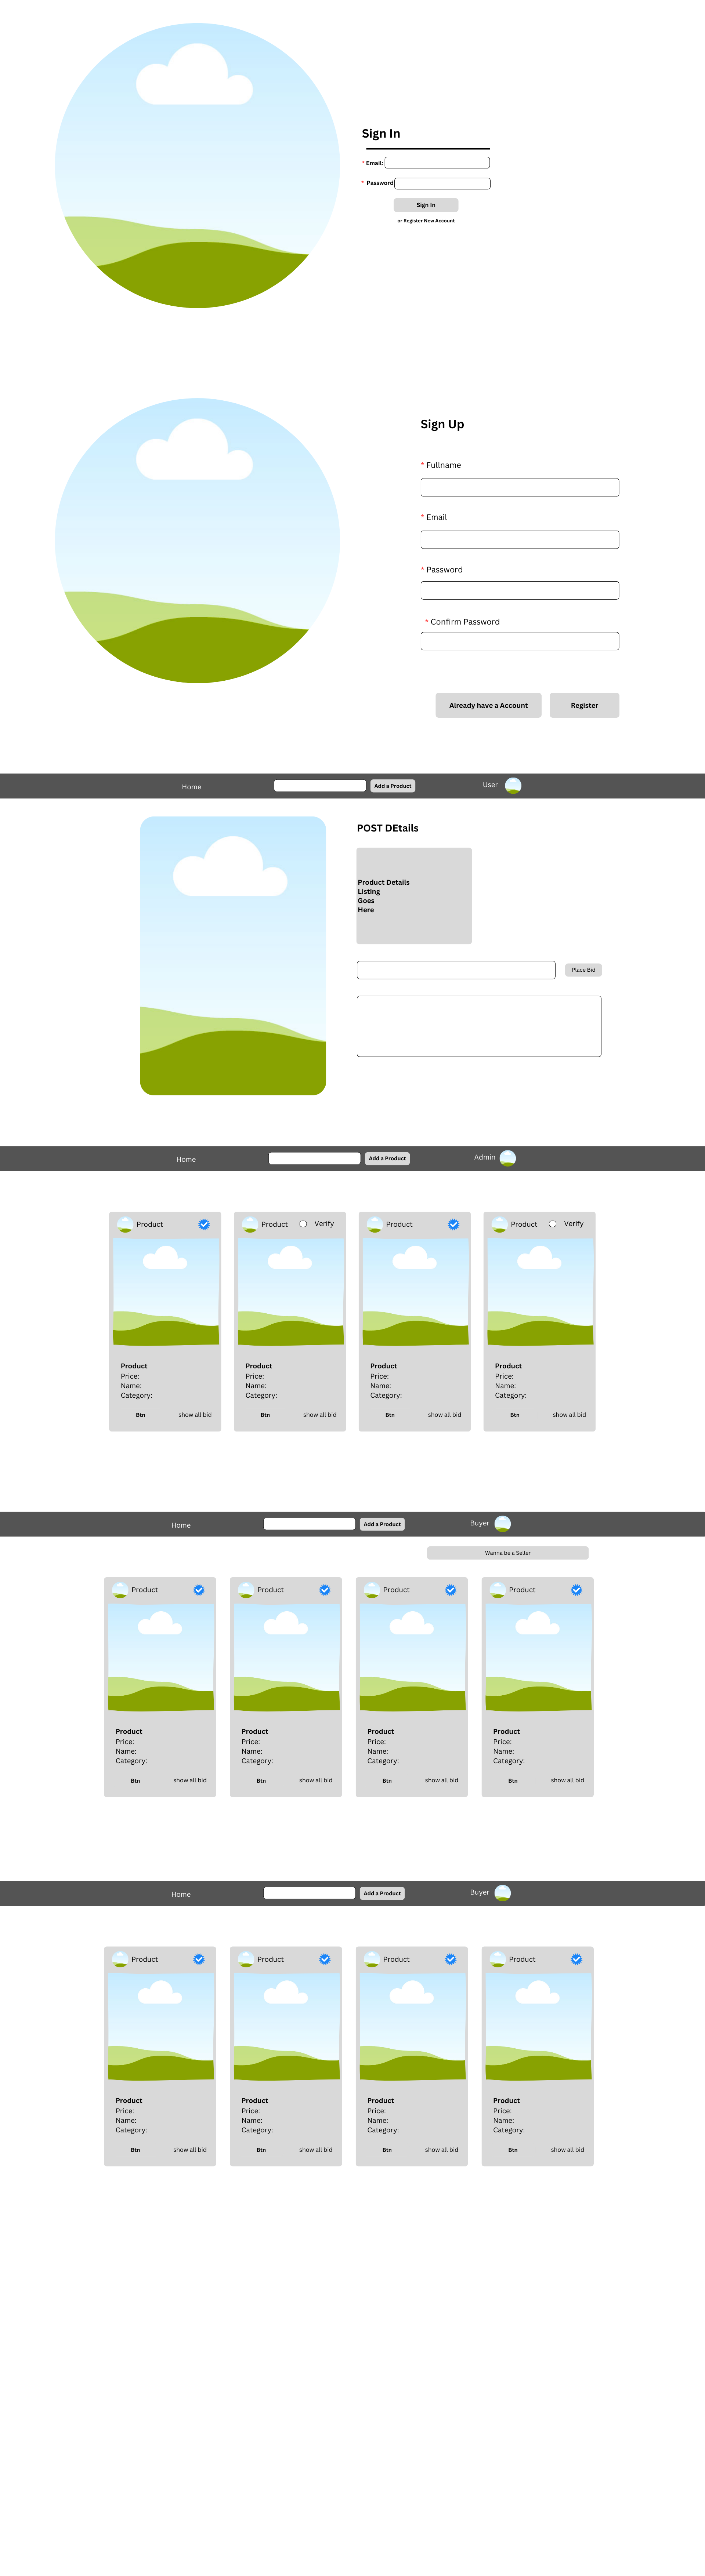 Sign In
* Email:
* Password
Sign In
or Register New Account
Sign Up
* Fullname
* Email
* Password
* Confirm Password
Already have a Account
Register
Home
Add a Product
User
POST DEtails
Product Details
Listing
Goes
Here
Place Bid
Home
Add a Product
Admin
Product
Product
Verify
Product
Product
Verify
Product
Price:
Name:
Category:
Btn
show all bid
Product
Price:
Name:
Category:
Btn
show all bid
Product
Price:
Name:
Category:
Btn
show all bid
Product
Price:
Name:
Category:
Btn
show all bid
Home
Add a Product
Buyer
Wanna be a Seller
Product
Product
Product
Product
Product
Price:
Name:
Category:
Btn
show all bid
Product
Price:
Name:
Category:
Btn
show all bid
Product
Price:
Name:
Category:
Btn
show all bid
Product
Price:
Name:
Category:
Btn
show all bid
Home
Add a Product
Buyer
Product
Product
Product
Product
Product
Price:
Name:
Category:
Btn
show all bid
Product
Price:
Name:
Category:
Btn
show all bid
Product
Price:
Name:
Category:
Btn
show all bid
Product
Price:
Name:
Category:
Btn
show all bid